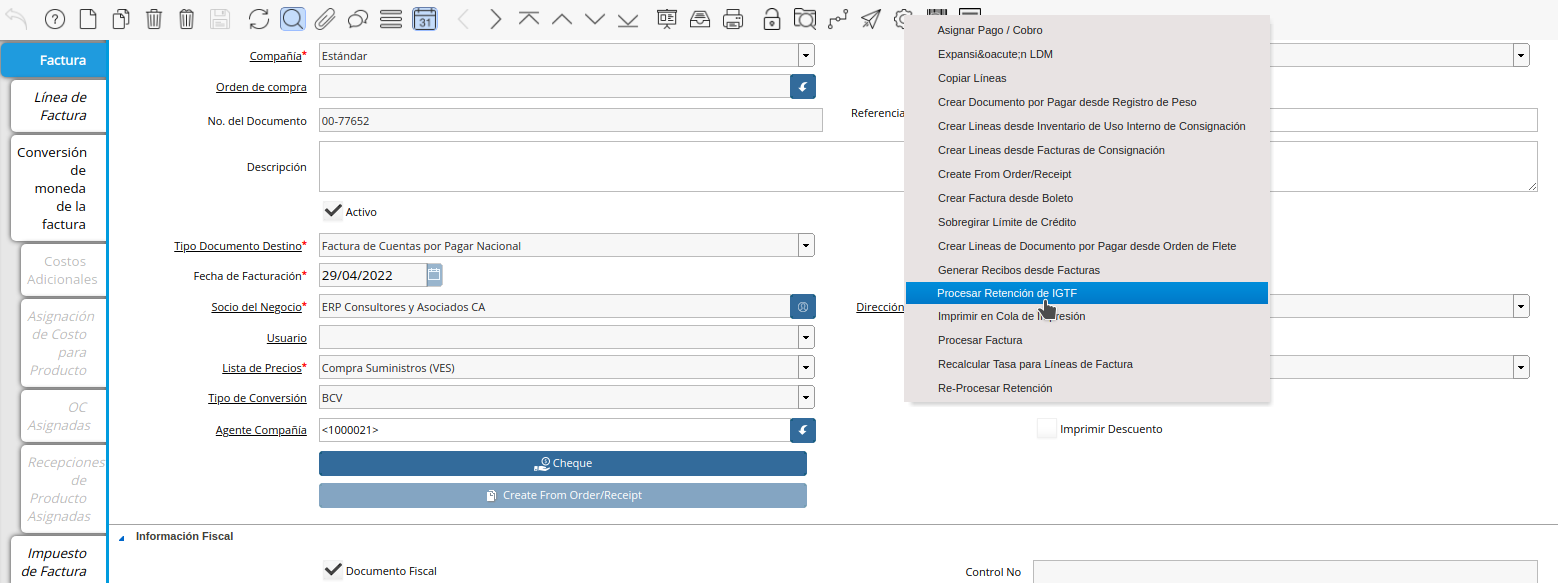 31
Factura
Línea de
Factura
Conversión
de
moneda
de la
factura
Costos
Adicionales
Asignación
de Costo
para
Producto
OC
Asignadas
Recepciones
de
Producto
Asignadas
Impuesto
de Factura
Compañía* Estándar
Orden de compra
No. del Documento 00-77652
Referencia
Descripción
Activo
Tipo Documento Destino* Factura de Cuentas por Pagar Nacional
Fecha de Facturación* 29/04/2022
Socio del Negocio* ERP Consultores y Asociados CA
Dirección
Usuario
Lista de Precios* Compra Suministros (VES)
Tipo de Conversión BCV
Agente Compañía <1000021>
Imprimir Descuento
Cheque
Create From Order/Receipt
Asignar Pago / Cobro
Expansi&oacute;n LDM
Copiar Líneas
Crear Documento por Pagar desde Registro de Peso
Crear Lineas desde Inventario de Uso Interno de Consignación
Crear Lineas desde Facturas de Consignación
Create From Order/Receipt
Crear Factura desde Boleto
Sobregirar Límite de Crédito
Crear Lineas de Documento por Pagar desde Orden de Flete
Generar Recibos desde Facturas
Procesar Retención de IGTF
Imprimir en Cola de Impresión
Procesar Factura
Recalcular Tasa para Líneas de Factura
Re-Procesar Retención
Información Fiscal
Documento Fiscal
Control No